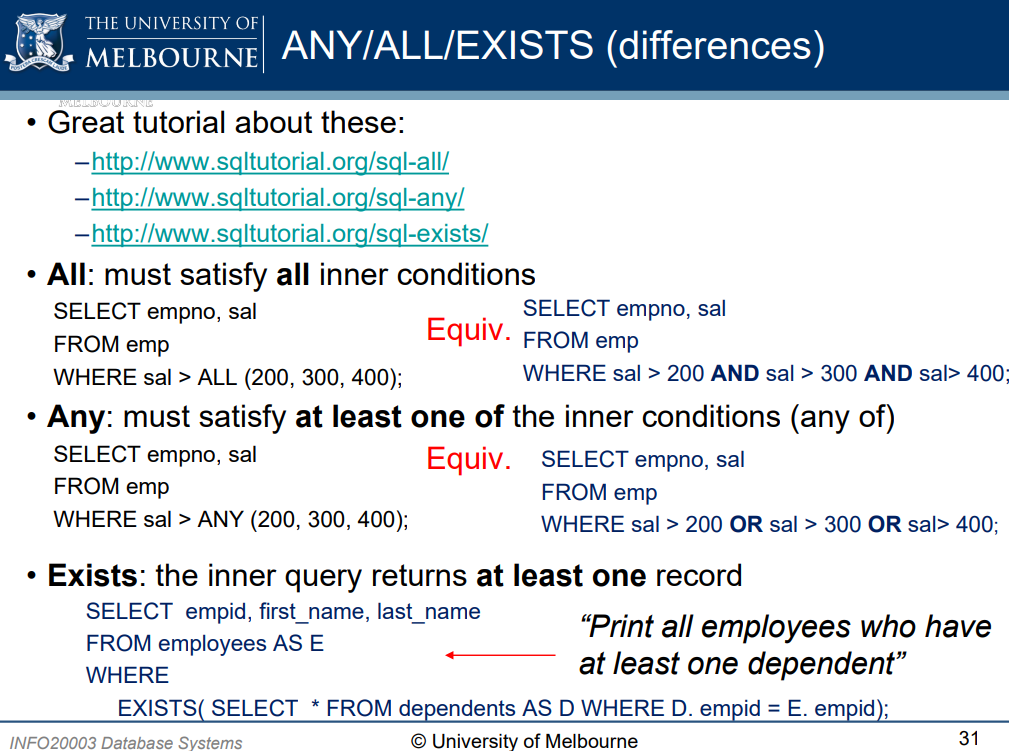 THE UNIVERSITY OF
MELBOURNE
ANY/ALL/EXISTS (differences)
MELBOURNE
• Great tutorial about these:
–http://www.sqltutorial.org/sql-all/
–http://www.sqltutorial.org/sql-any/
–http://www.sqltutorial.org/sql-exists/
• All: must satisfy all inner conditions
SELECT empno, sal
FROM emp
WHERE sal > ALL (200, 300, 400);
Equiv.
SELECT empno, sal
FROM emp
WHERE sal > 200 AND sal > 300 AND sal> 400;
• Any: must satisfy at least one of the inner conditions (any of)
SELECT empno, sal
FROM emp
WHERE sal > ANY (200, 300, 400);
Equiv.
SELECT empno, sal
FROM emp
WHERE sal > 200 OR sal > 300 OR sal> 400;
• Exists: the inner query returns at least one record
SELECT  empid, first_name, last_name
FROM employees AS E
WHERE
EXISTS( SELECT  * FROM dependents AS D WHERE D. empid = E. empid);
“Print all employees who have
at least one dependent”
INFO20003 Database Systems
© University of Melbourne
31